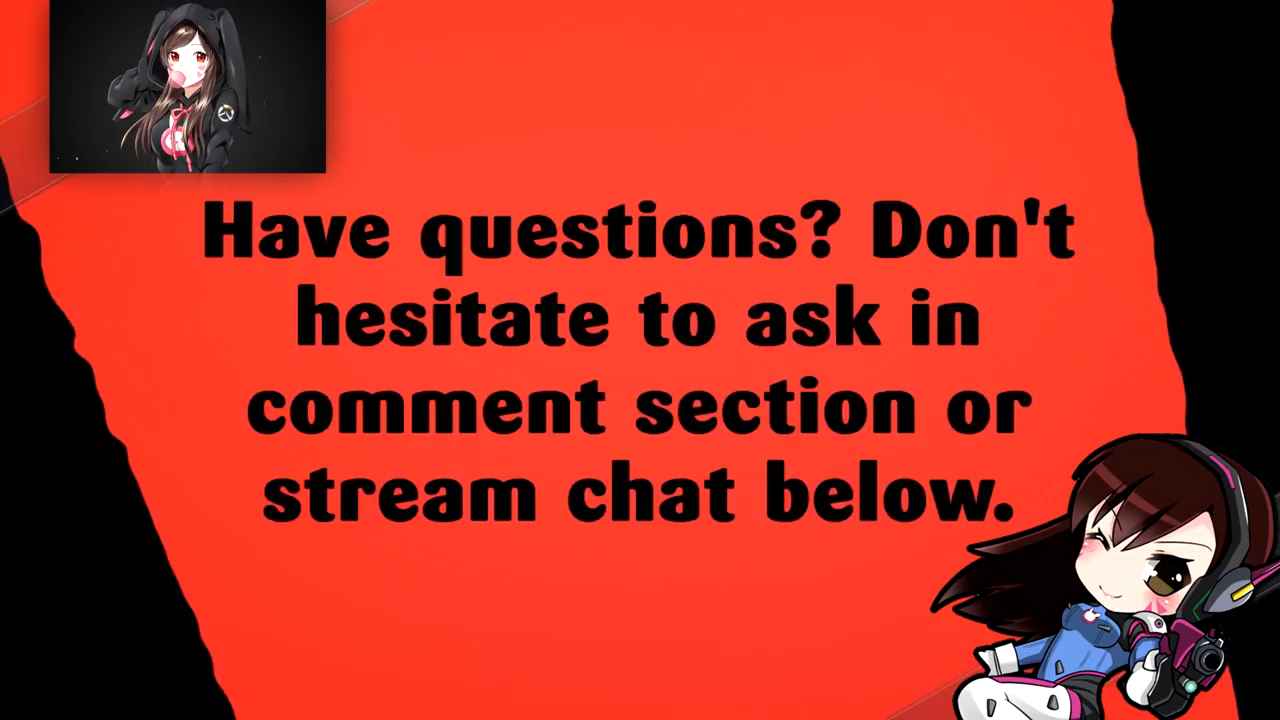 Have questions? Don't
hesitate to ask in
comment section or
stream chat below.